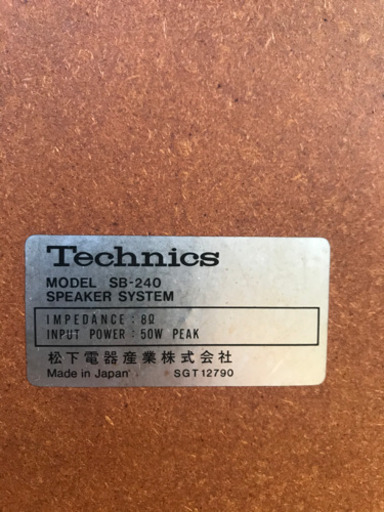 Technics
MODEL SB-240
SPEAKER SYSTEM
IMPEDANCE : 8Ω
INPUT POWER : 50W PEAK
松下電器産業株式会社
Made in Japan SGT12790